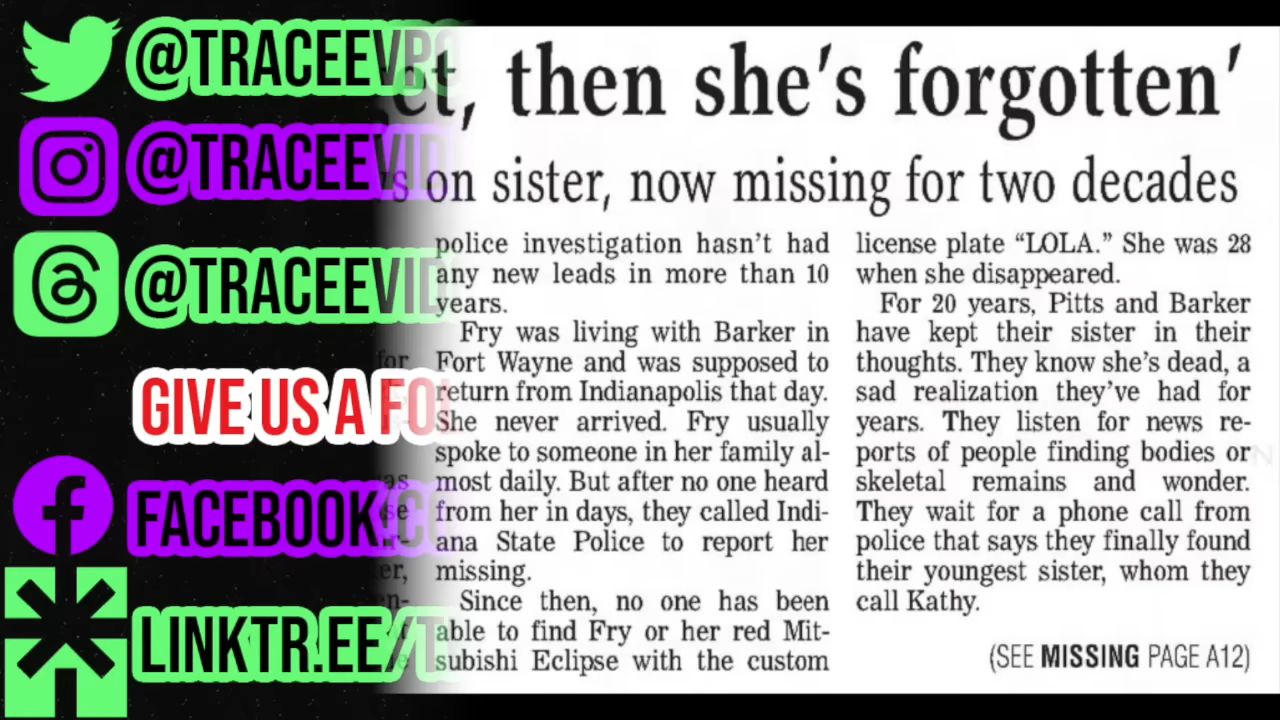 @TRACEEVP
@TRACEEVID
@TRACEEVID
GIVE US A FO
FACEBOOK.C
LINKTR.EE/T
et, then she's forgotten'
s on sister, now missing for two decades
police investigation hasn't had
any new leads in more than 10
years.
Fry was living with Barker in
Fort Wayne and was supposed to
return from Indianapolis that day.
She never arrived. Fry usually
spoke to someone in her family al-
most daily. But after no one heard
from her in days, they called Indi-
ana State Police to report her
missing.
Since then, no one has been
able to find Fry or her red Mit-
subishi Eclipse with the custom
license plate “LOLA.” She was 28
when she disappeared.
For 20 years, Pitts and Barker
have kept their sister in their
thoughts. They know she's dead, a
sad realization they've had for
years. They listen for news re-
ports of people finding bodies or
skeletal remains and wonder.
They wait for a phone call from
police that says they finally found
their youngest sister, whom they
call Kathy.
(SEE MISSING PAGE A12)